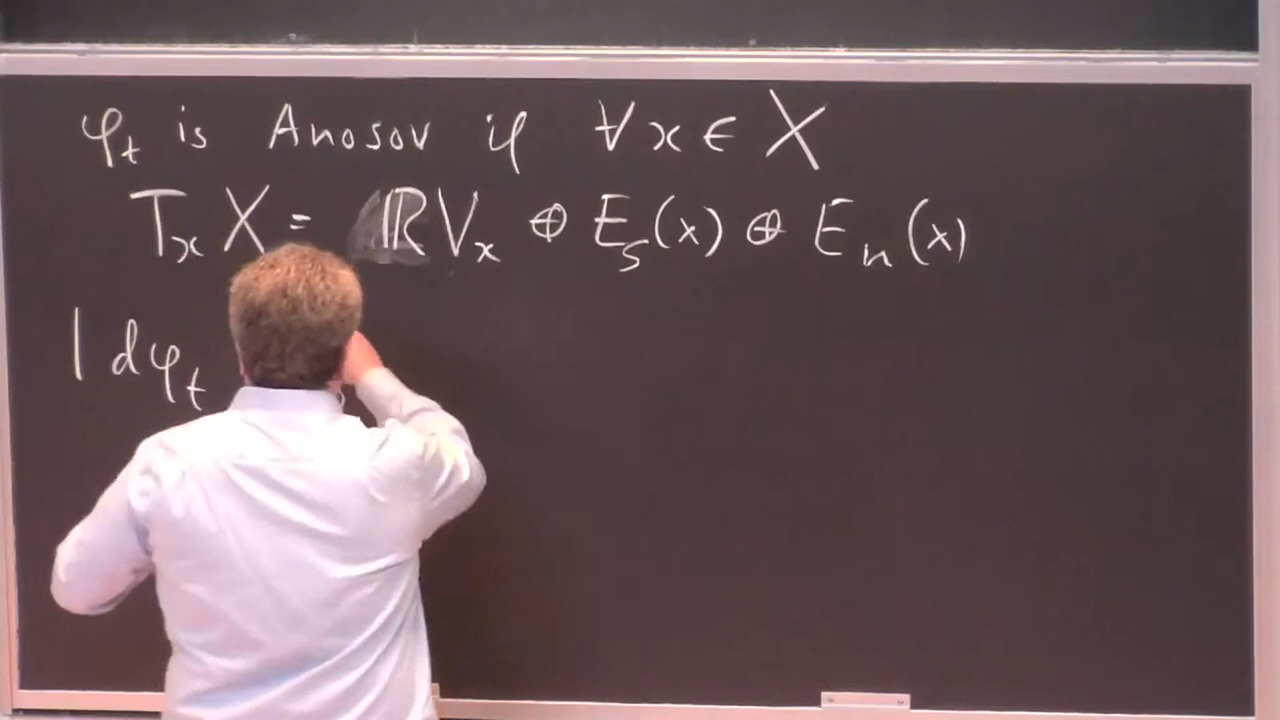 φₜ is Anosov if ∀x ∈ X
TₓX = ℝVₓ ⊕ Eₛ(x) ⊕ Eᵤ(x)
|dφₜ